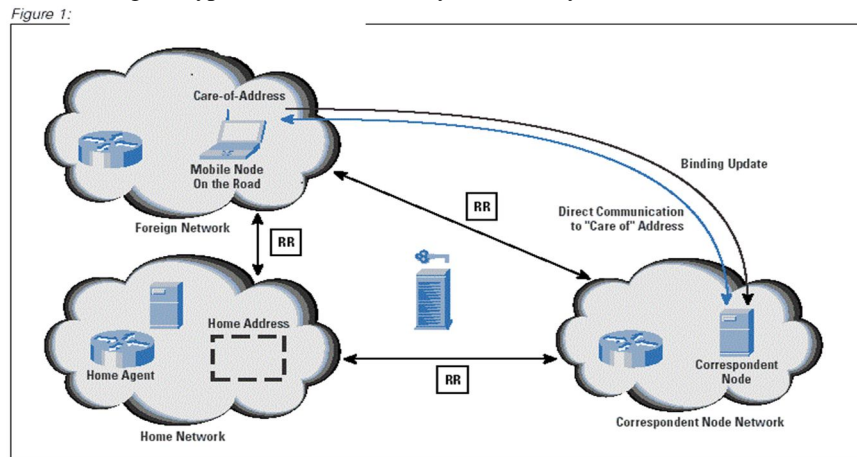 Figure 1:
Care-of-Address
Mobile Node
On the Road
Foreign Network
Binding Update
RR
Direct Communication
to "Care of" Address
RR
Home Address
Home Agent
Home Network
RR
Correspondent
Node
Correspondent Node Network